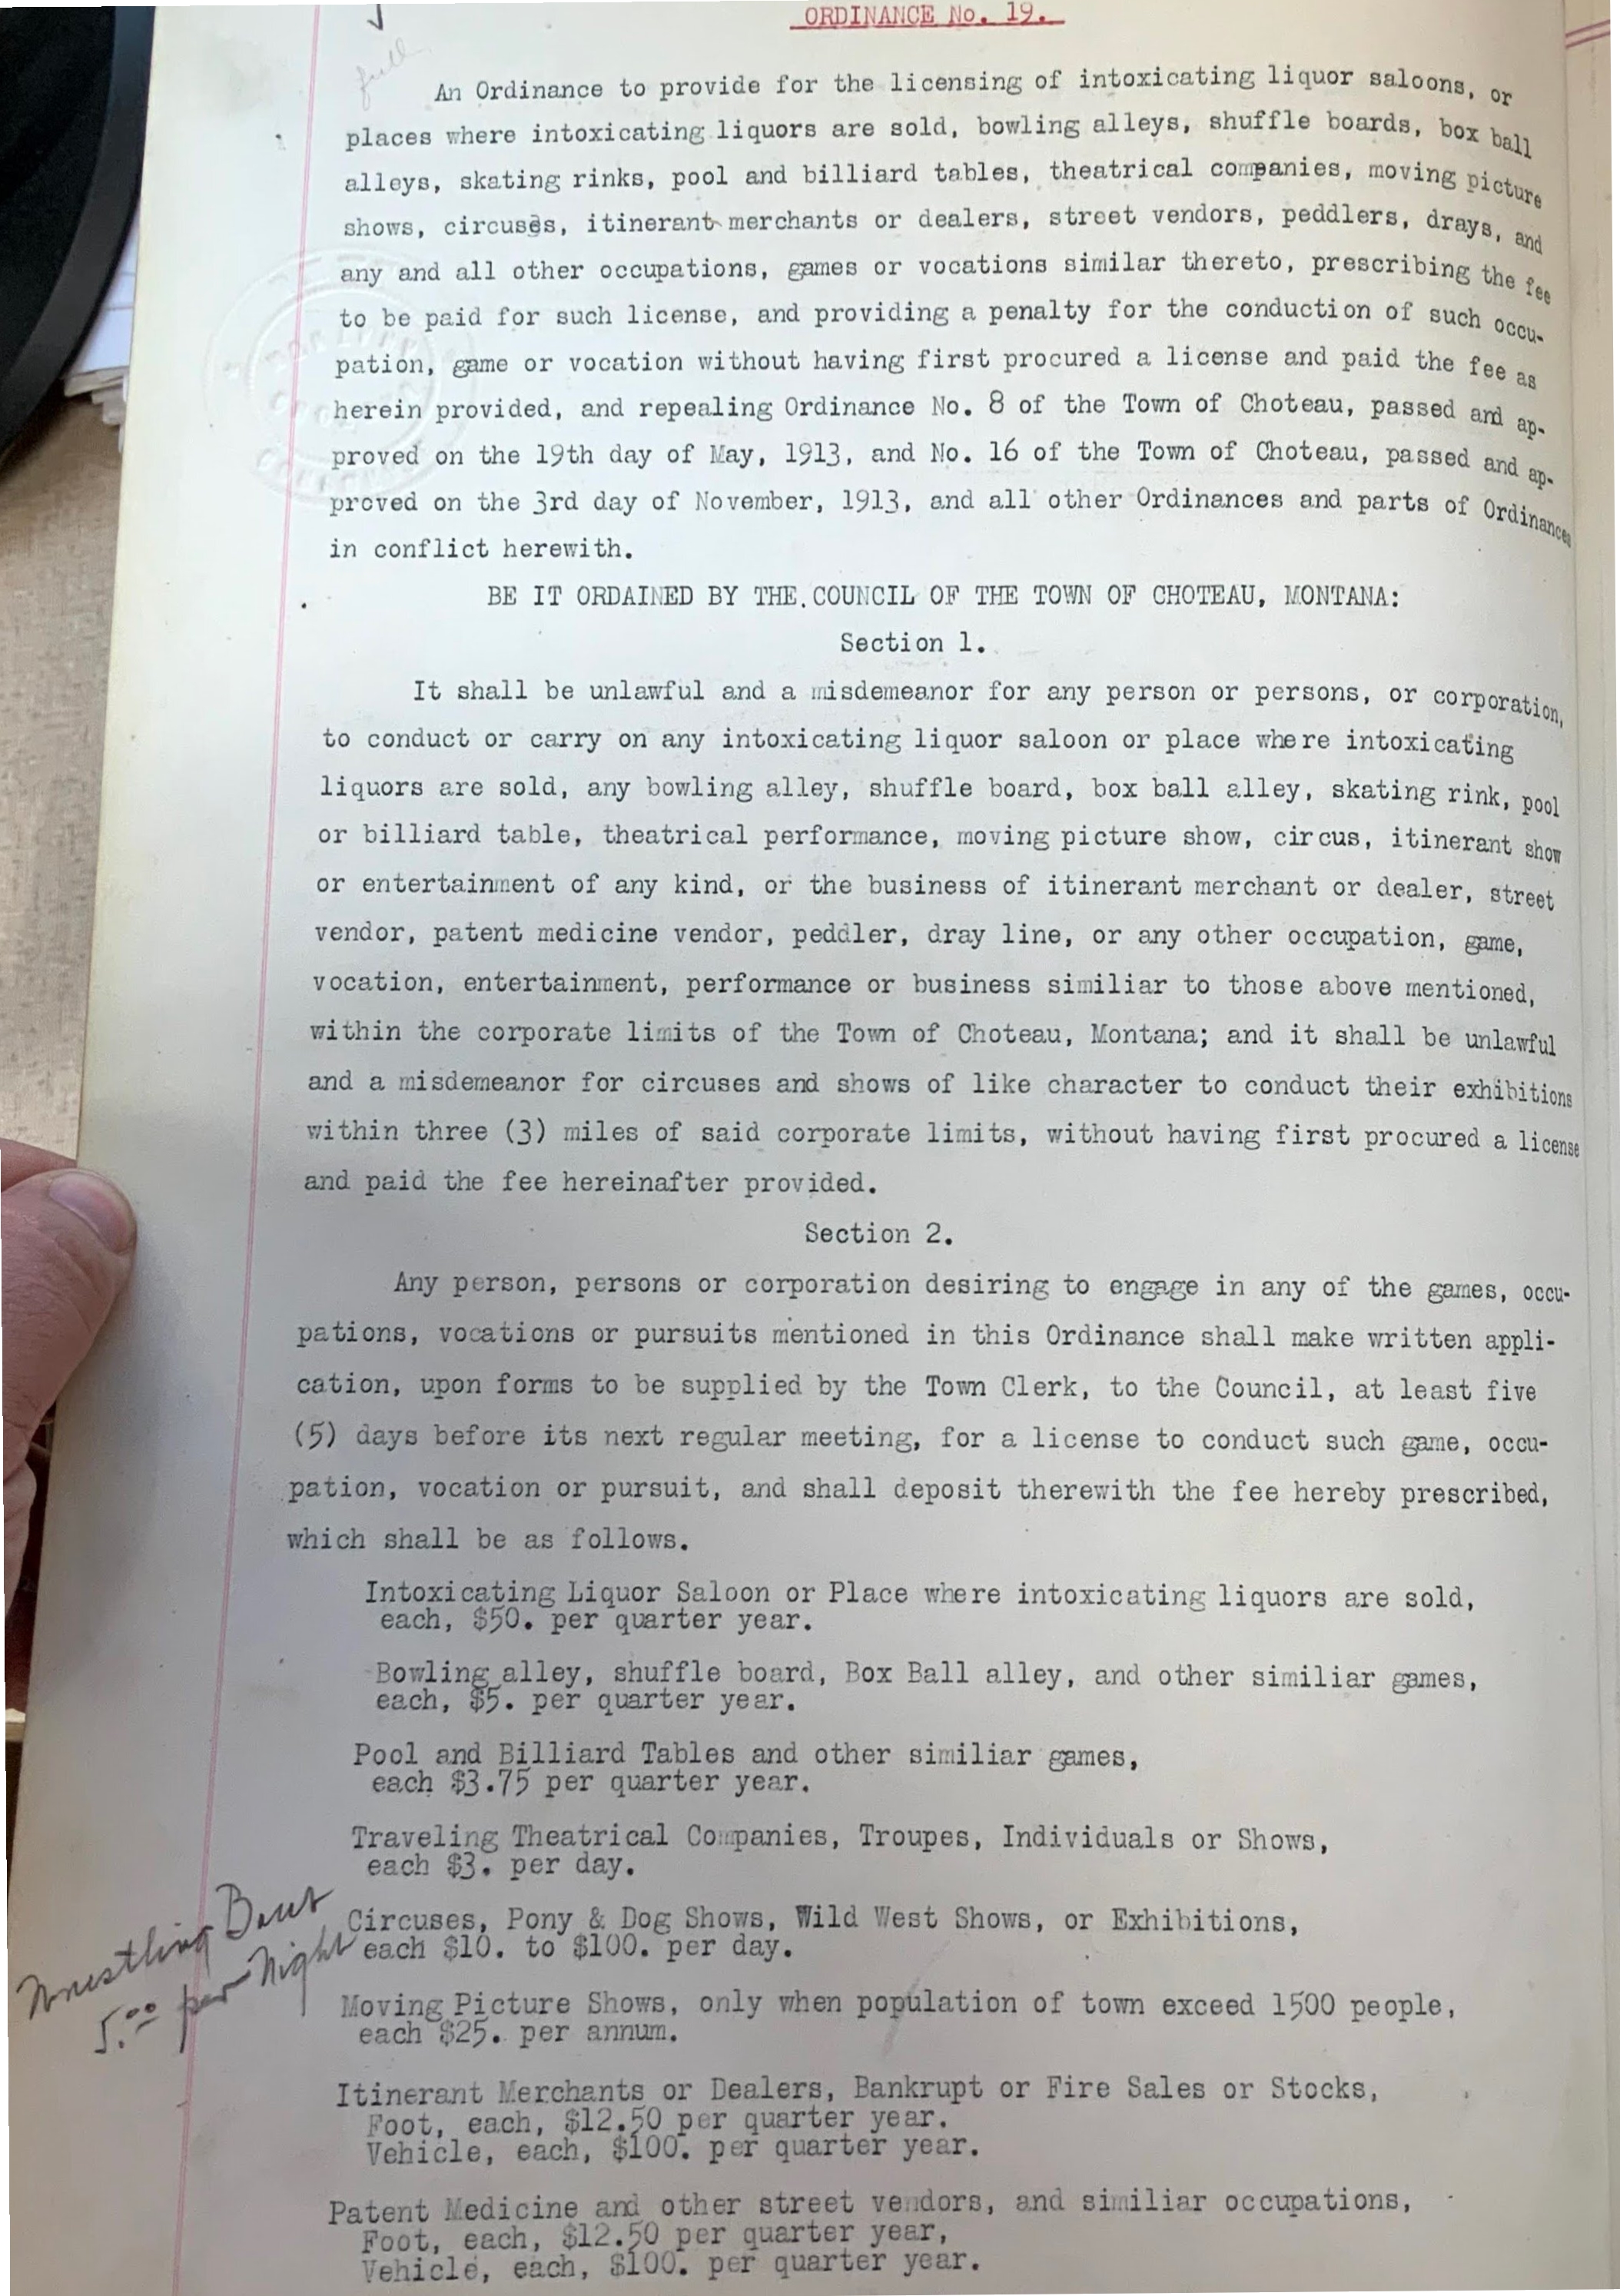 ORDINANCE No. 19.
full
An Ordinance to provide for the licensing of intoxicating liquor saloons, or
places where intoxicating liquors are sold, bowling alleys, shuffle boards, box ball
alleys, skating rinks, pool and billiard tables, theatrical companies, moving picture
shows, circuses, itinerant merchants or dealers, street vendors, peddlers, drays, and
any and all other occupations, games or vocations similar thereto, prescribing the fee
to be paid for such license, and providing a penalty for the conduction of such occu-
pation, game or vocation without having first procured a license and paid the fee as
herein provided, and repealing Ordinance No. 8 of the Town of Choteau, passed and ap-
proved on the 19th day of May, 1913, and No. 16 of the Town of Choteau, passed and ap-
proved on the 3rd day of November, 1913, and all other Ordinances and parts of Ordinances
in conflict herewith.
BE IT ORDAINED BY THE COUNCIL OF THE TOWN OF CHOTEAU, MONTANA:
Section 1.
It shall be unlawful and a misdemeanor for any person or persons, or corporation,
to conduct or carry on any intoxicating liquor saloon or place where intoxicating
liquors are sold, any bowling alley, shuffle board, box ball alley, skating rink, pool
or billiard table, theatrical performance, moving picture show, circus, itinerant show
or entertainment of any kind, or the business of itinerant merchant or dealer, street
vendor, patent medicine vendor, peddler, dray line, or any other occupation, game,
vocation, entertainment, performance or business similiar to those above mentioned,
within the corporate limits of the Town of Choteau, Montana; and it shall be unlawful
and a misdemeanor for circuses and shows of like character to conduct their exhibitions
within three (3) miles of said corporate limits, without having first procured a license
and paid the fee hereinafter provided.
Section 2.
Any person, persons or corporation desiring to engage in any of the games, occu-
pations, vocations or pursuits mentioned in this Ordinance shall make written appli-
cation, upon forms to be supplied by the Town Clerk, to the Council, at least five
(5) days before its next regular meeting, for a license to conduct such game, occu-
pation, vocation or pursuit, and shall deposit therewith the fee hereby prescribed,
which shall be as follows.
Intoxicating Liquor Saloon or Place where intoxicating liquors are sold,
each, $50. per quarter year.
Bowling alley, shuffle board, Box Ball alley, and other similiar games,
each, $5. per quarter year.
Pool and Billiard Tables and other similiar games,
each $3.75 per quarter year.
Traveling Theatrical Companies, Troupes, Individuals or Shows,
each $3. per day.
Wrustling Bout
5.00 per Night
Circuses, Pony & Dog Shows, Wild West Shows, or Exhibitions,
each $10. to $100. per day.
Moving Picture Shows, only when population of town exceed 1500 people,
each $25. per annum.
Itinerant Merchants or Dealers, Bankrupt or Fire Sales or Stocks,
Foot, each, $12.50 per quarter year.
Vehicle, each, $100. per quarter year.
Patent Medicine and other street vendors, and similiar occupations,
Foot, each, $12.50 per quarter year,
Vehicle, each, $100. per quarter year.